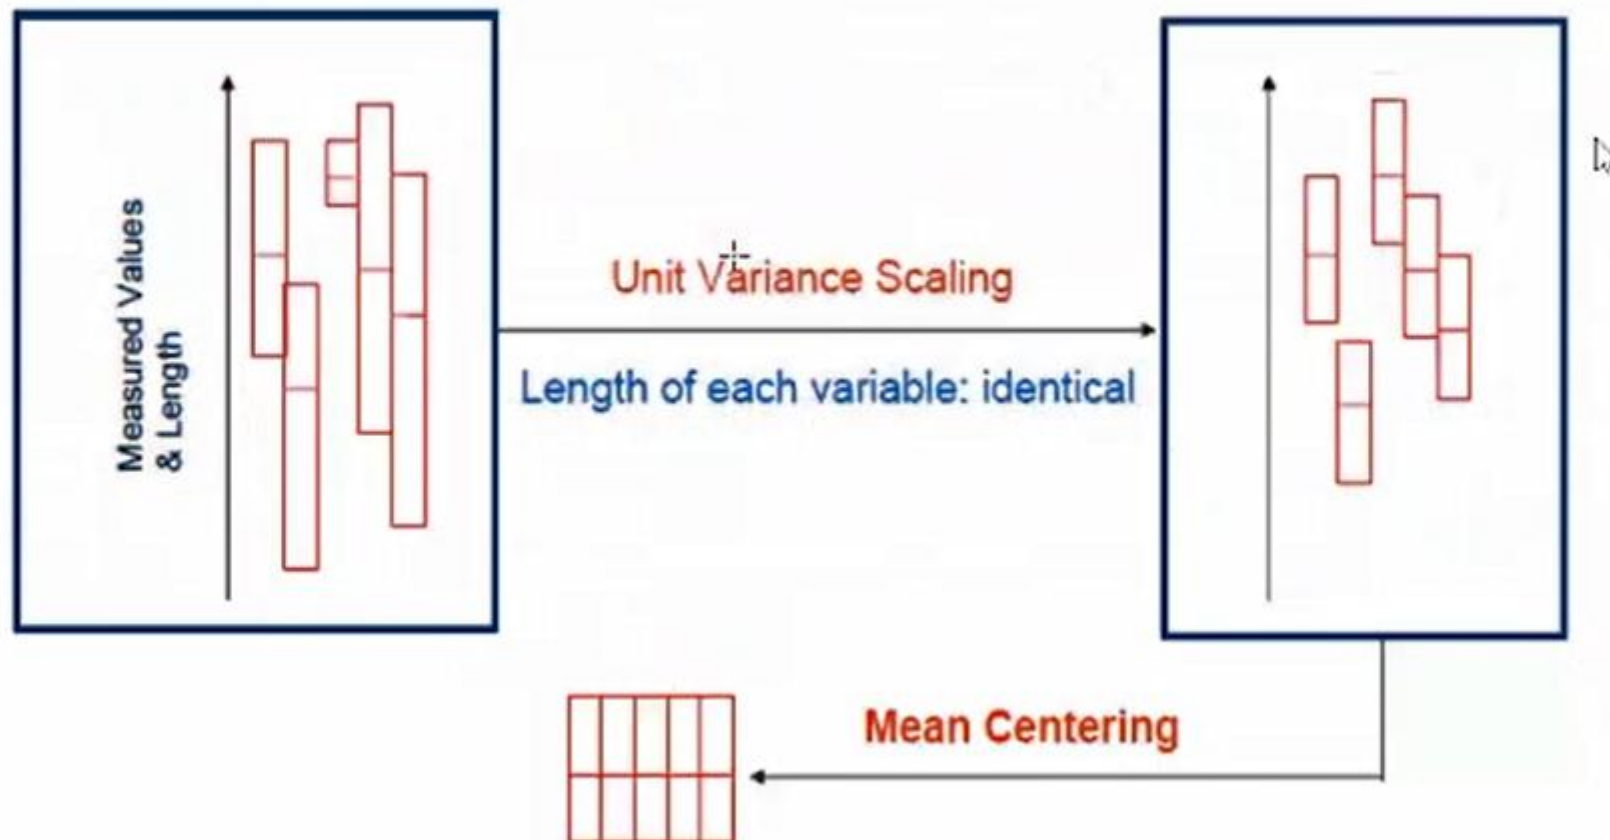 Measured Values
& Length
Unit Variance Scaling
Length of each variable: identical
Mean Centering